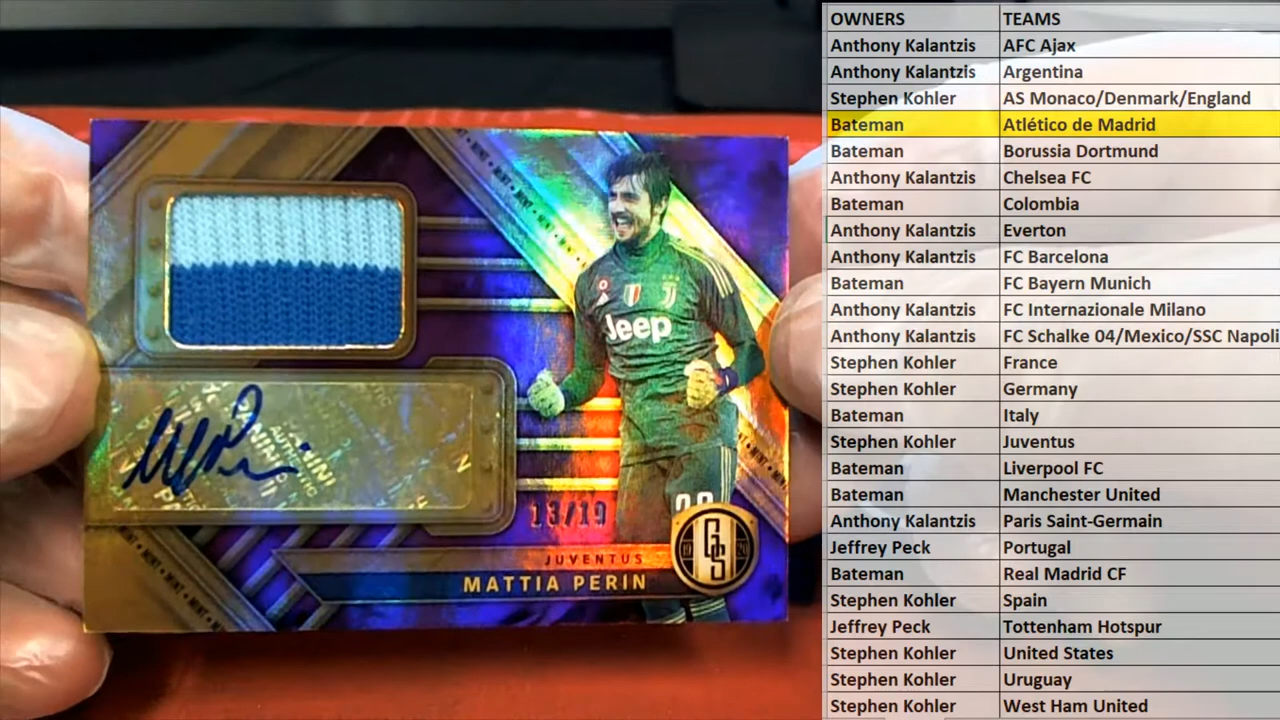 Jeep
13/19
JUVENTUS
MATTIA PERIN
GS
OWNERS TEAMS
Anthony Kalantzis AFC Ajax
Anthony Kalantzis Argentina
Stephen Kohler AS Monaco/Denmark/England
Bateman Atlético de Madrid
Bateman Borussia Dortmund
Anthony Kalantzis Chelsea FC
Bateman Colombia
Anthony Kalantzis Everton
Anthony Kalantzis FC Barcelona
Bateman FC Bayern Munich
Anthony Kalantzis FC Internazionale Milano
Anthony Kalantzis FC Schalke 04/Mexico/SSC Napoli
Stephen Kohler France
Stephen Kohler Germany
Bateman Italy
Stephen Kohler Juventus
Bateman Liverpool FC
Bateman Manchester United
Anthony Kalantzis Paris Saint-Germain
Jeffrey Peck Portugal
Bateman Real Madrid CF
Stephen Kohler Spain
Jeffrey Peck Tottenham Hotspur
Stephen Kohler United States
Stephen Kohler Uruguay
Stephen Kohler West Ham United